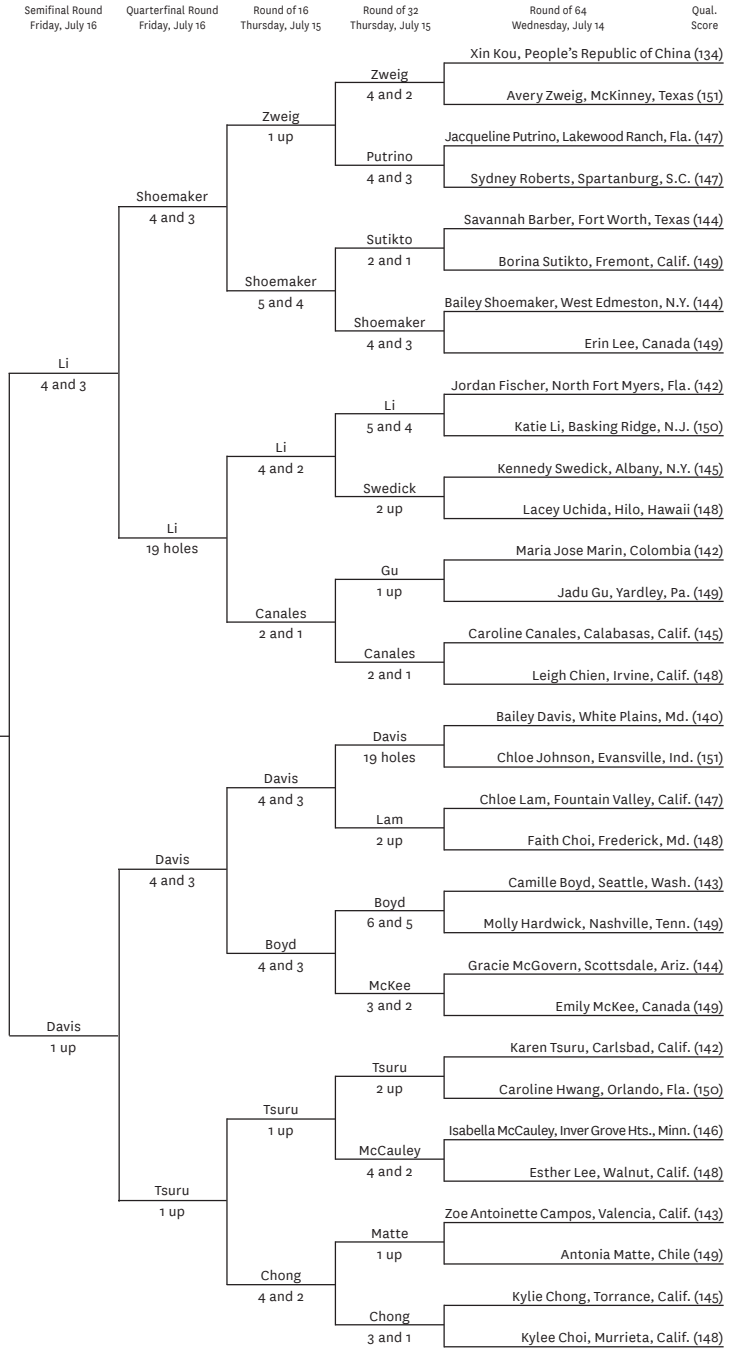 Semifinal Round
Friday, July 16
Quarterfinal Round
Friday, July 16
Round of 16
Thursday, July 15
Round of 32
Thursday, July 15
Round of 64
Wednesday, July 14
Qual.
Score
Xin Kou, People's Republic of China (134)
Zweig
4 and 2
Avery Zweig, McKinney, Texas (151)
Zweig
1 up
Jacqueline Putrino, Lakewood Ranch, Fla. (147)
Putrino
4 and 3
Sydney Roberts, Spartanburg, S.C. (147)
Shoemaker
4 and 3
Savannah Barber, Fort Worth, Texas (144)
Sutikto
2 and 1
Borina Sutikto, Fremont, Calif. (149)
Shoemaker
5 and 4
Bailey Shoemaker, West Edmeston, N.Y. (144)
Shoemaker
4 and 3
Erin Lee, Canada (149)
Li
4 and 3
Jordan Fischer, North Fort Myers, Fla. (142)
Li
5 and 4
Katie Li, Basking Ridge, N.J. (150)
Li
4 and 2
Kennedy Swedick, Albany, N.Y. (145)
Swedick
2 up
Lacey Uchida, Hilo, Hawaii (148)
Li
19 holes
Maria Jose Marin, Colombia (142)
Gu
1 up
Jadu Gu, Yardley, Pa. (149)
Canales
2 and 1
Caroline Canales, Calabasas, Calif. (145)
Canales
2 and 1
Leigh Chien, Irvine, Calif. (148)
Bailey Davis, White Plains, Md. (140)
Davis
19 holes
Chloe Johnson, Evansville, Ind. (151)
Davis
4 and 3
Chloe Lam, Fountain Valley, Calif. (147)
Lam
2 up
Faith Choi, Frederick, Md. (148)
Davis
4 and 3
Camille Boyd, Seattle, Wash. (143)
Boyd
6 and 5
Molly Hardwick, Nashville, Tenn. (149)
Boyd
4 and 3
Gracie McGovern, Scottsdale, Ariz. (144)
McKee
3 and 2
Emily McKee, Canada (149)
Davis
1 up
Karen Tsuru, Carlsbad, Calif. (142)
Tsuru
2 up
Caroline Hwang, Orlando, Fla. (150)
Tsuru
1 up
Isabella McCauley, Inver Grove Hts., Minn. (146)
McCauley
4 and 2
Esther Lee, Walnut, Calif. (148)
Tsuru
1 up
Zoe Antoinette Campos, Valencia, Calif. (143)
Matte
1 up
Antonia Matte, Chile (149)
Chong
4 and 2
Kylie Chong, Torrance, Calif. (145)
Chong
3 and 1
Kylee Choi, Murrieta, Calif. (148)